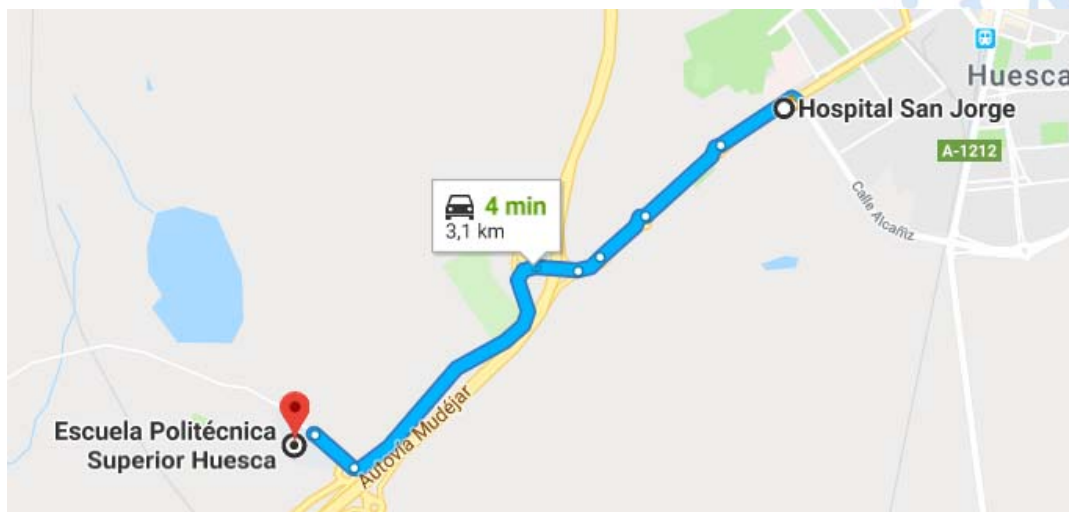 Huesca
Hospital San Jorge
A-1212
Calle Alcañiz
4 min
3,1 km
Autovía Mudéjar
Escuela Politécnica
Superior Huesca